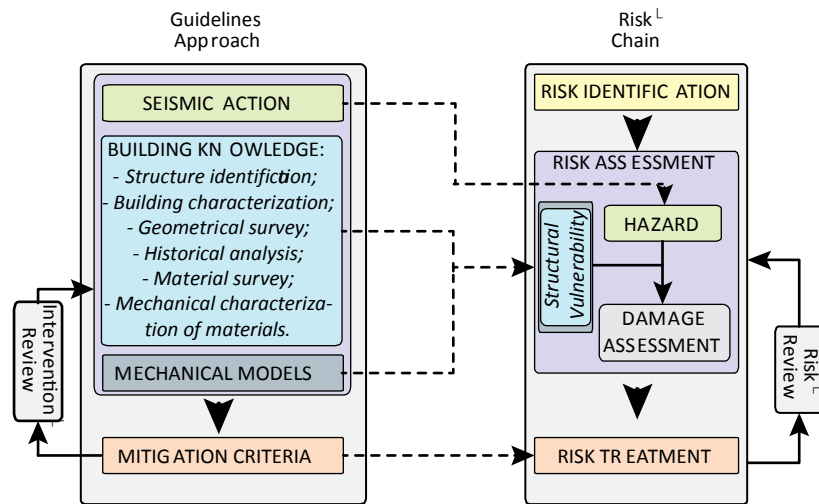 Guidelines
Approach
SEISMIC ACTION
BUILDING KN OWLEDGE:
- Structure identification;
- Building characterization;
- Geometrical survey;
- Historical analysis;
- Material survey;
- Mechanical characteriza-
tion of materials.
MECHANICAL MODELS
MITIGATION CRITERIA
Intervention
Review
Risk
Chain
RISK IDENTIFIC ATION
RISK ASS ESSMENT
HAZARD
Structural
Vulnerability
DAMAGE
ASSESSMENT
RISK TR EATMENT
Risk
Review